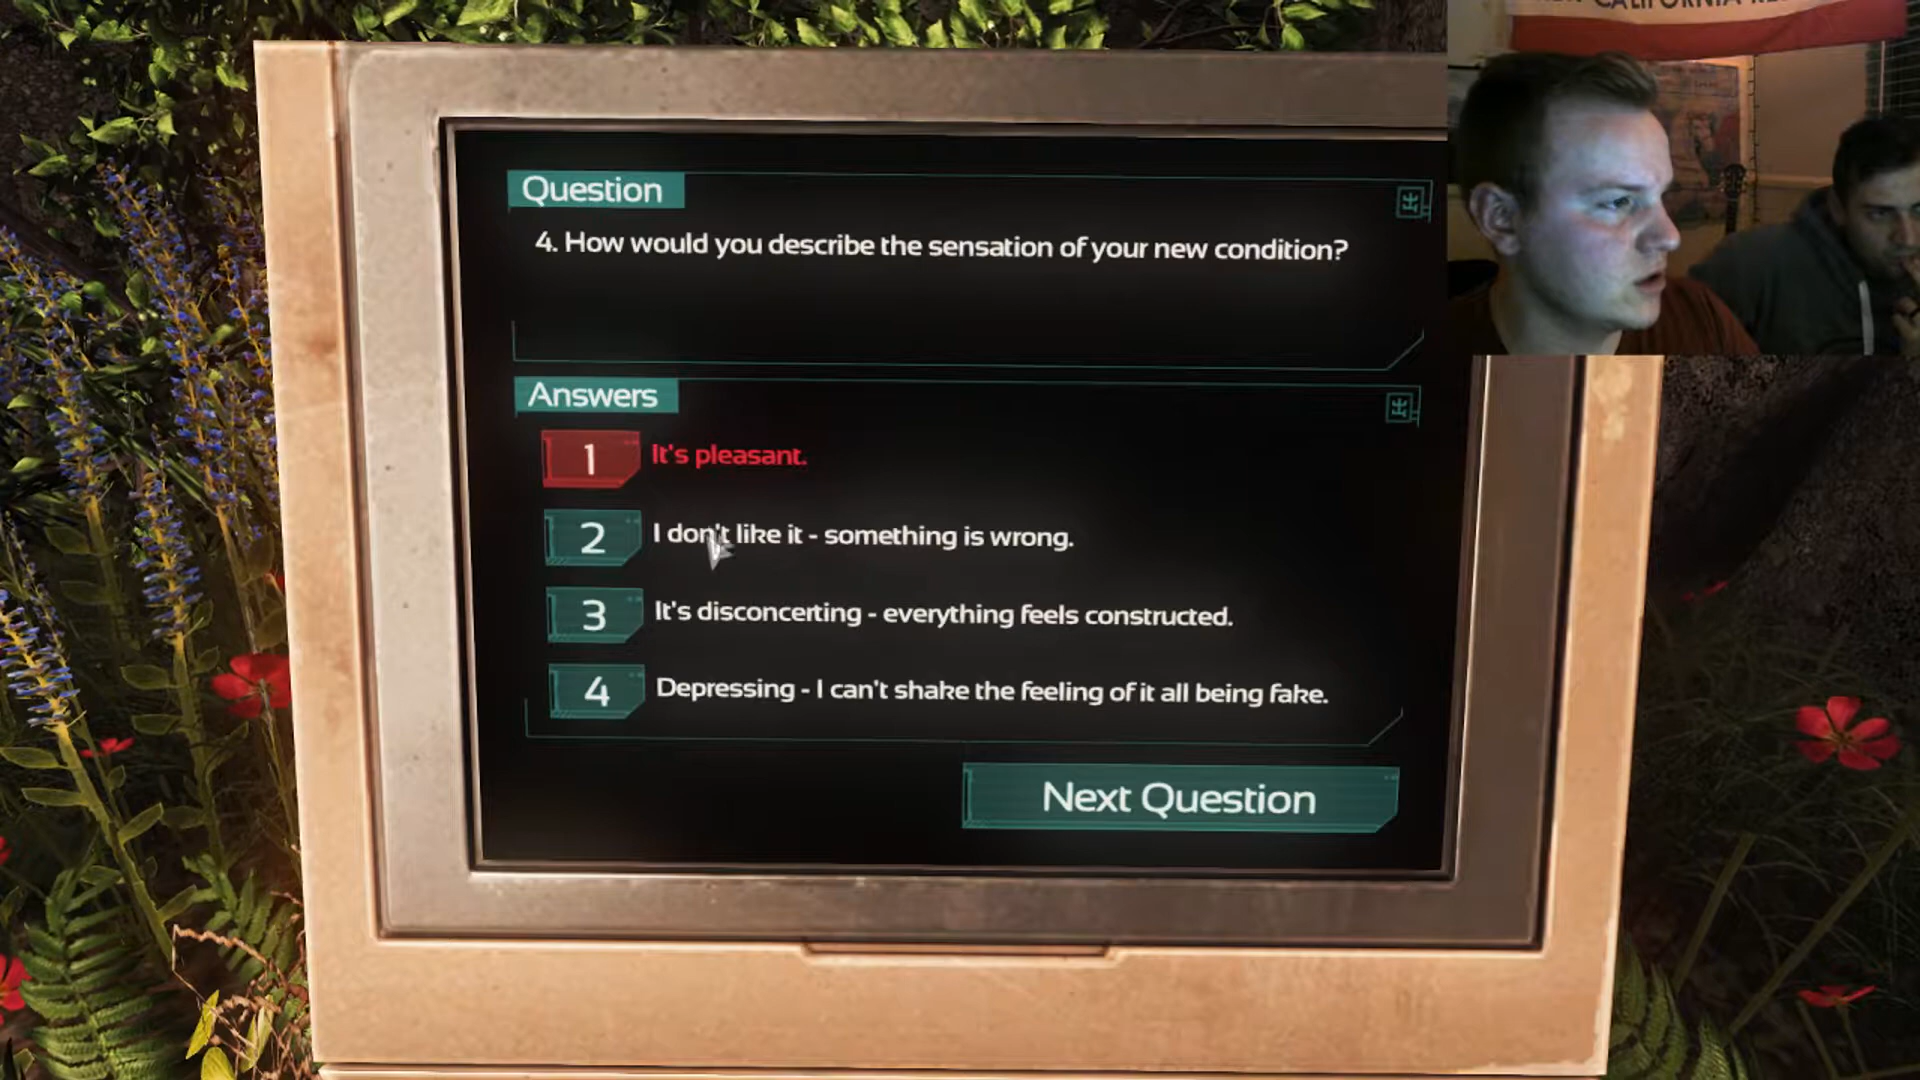 CALIFORNIA
Question
4. How would you describe the sensation of your new condition?
Answers
1 It's pleasant.
2 I don't like it - something is wrong.
3 It's disconcerting - everything feels constructed.
4 Depressing - I can't shake the feeling of it all being fake.
Next Question